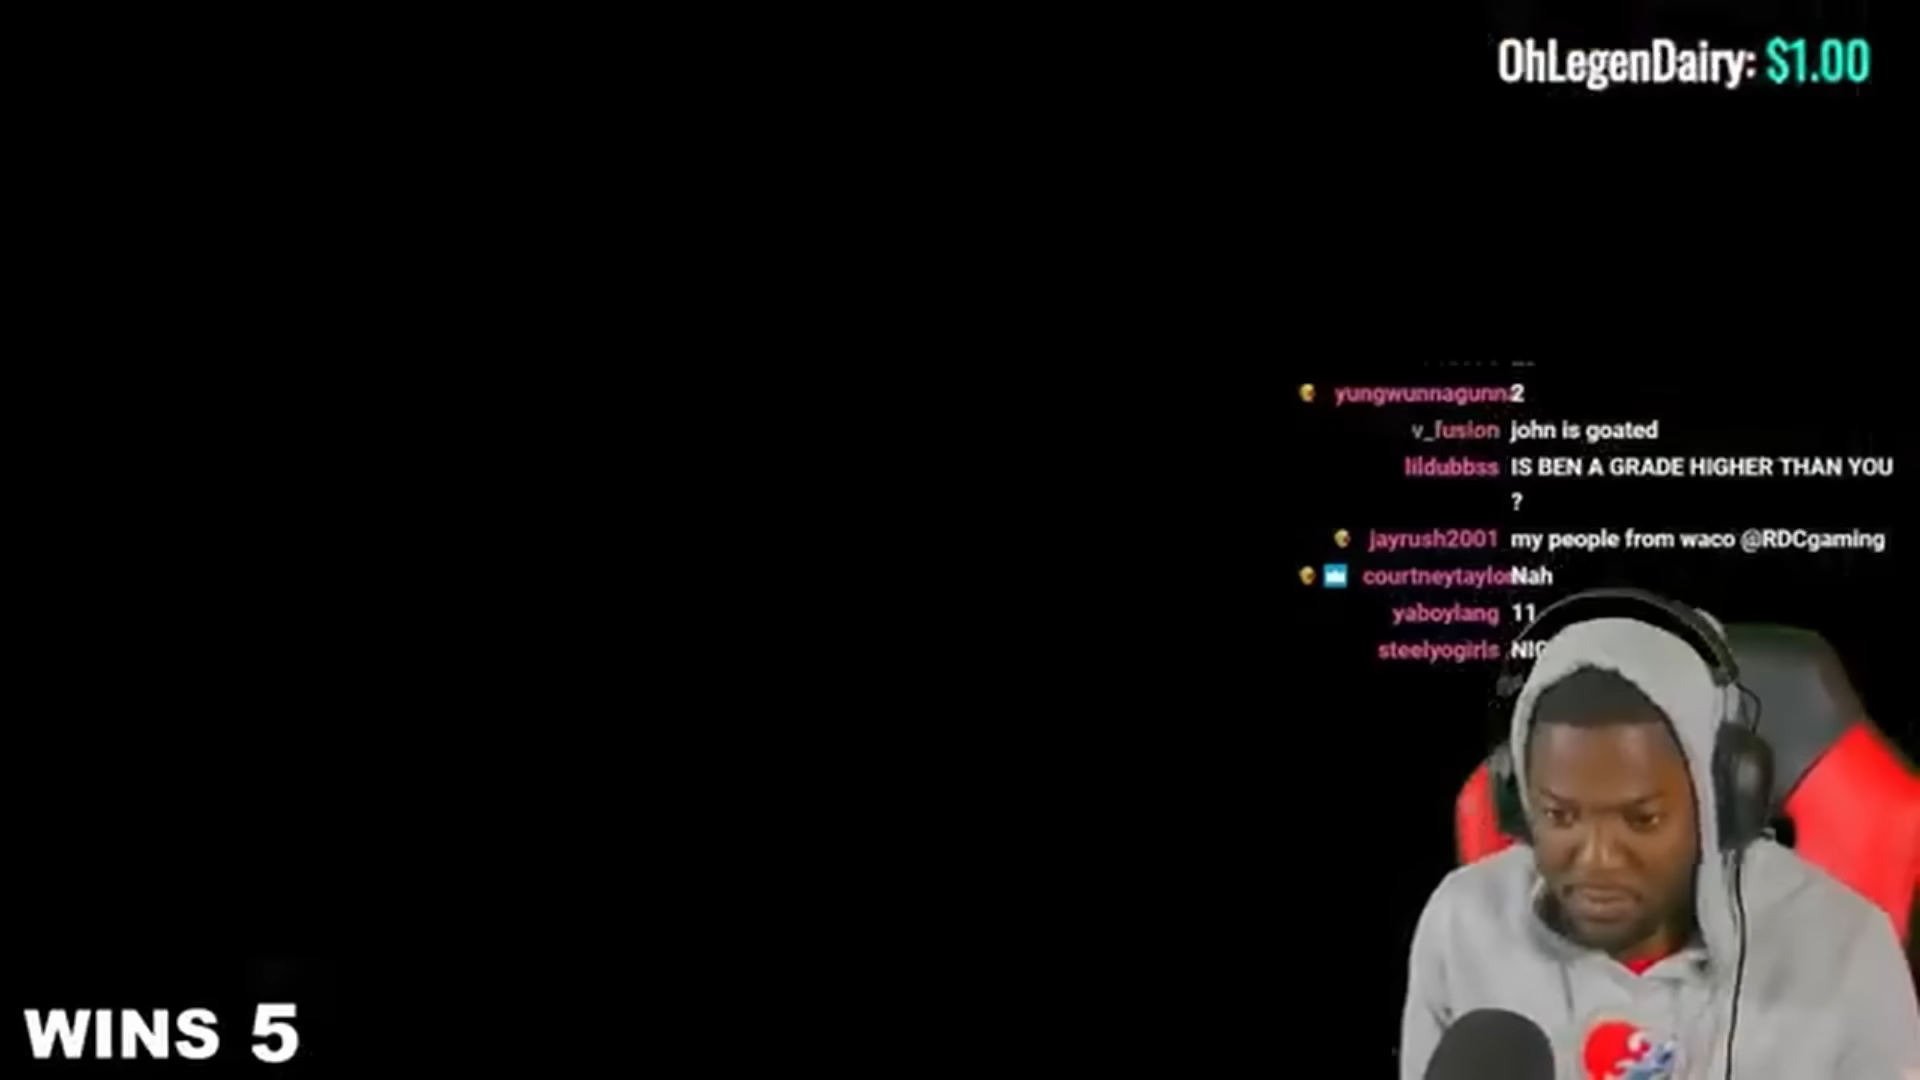 OhLegenDairy: $1.00
yungwunnagunn 2
v_fusion john is goated
lildubbss IS BEN A GRADE HIGHER THAN YOU
?
jayrush2001 my people from waco @RDCgaming
courtneytaylor Nah
yaboylang 11
steelyogirls
WINS 5